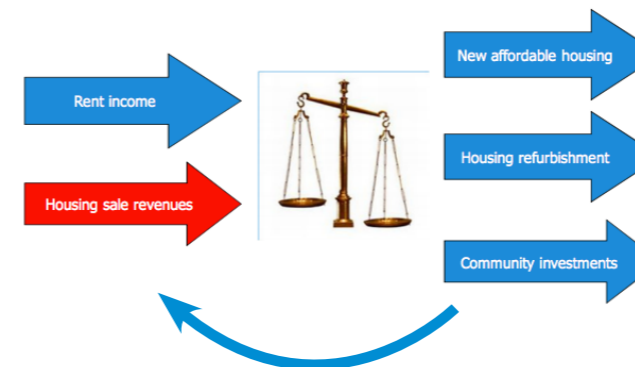 Rent income
Housing sale revenues
New affordable housing
Housing refurbishment
Community investments